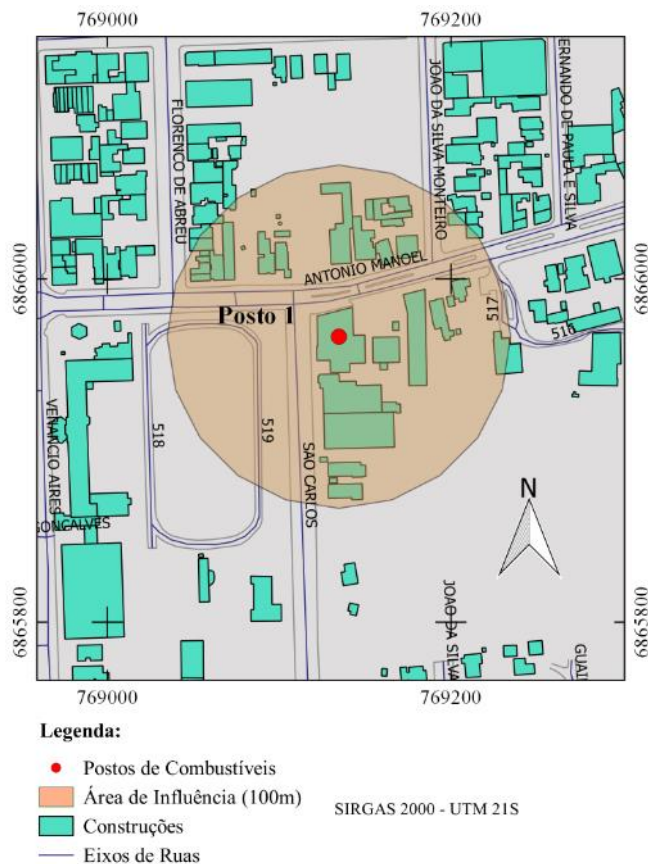 769000
769200
FLORENCO DE ABREU
JOAO DA SILVA MONTEIRO
ERNANDO DE PAULA E SILVA
6866000
ANTONIO MANOEL
6866000
Posto 1
517
516
VENANCIO AIRES
518
519
SAO CARLOS
N
GONCALVES
6865800
JOAO DA SILVA
GUAI
6865800
769000
769200
Legenda:
Postos de Combustíveis
Área de Influência (100m)
SIRGAS 2000 - UTM 21S
Construções
Eixos de Ruas